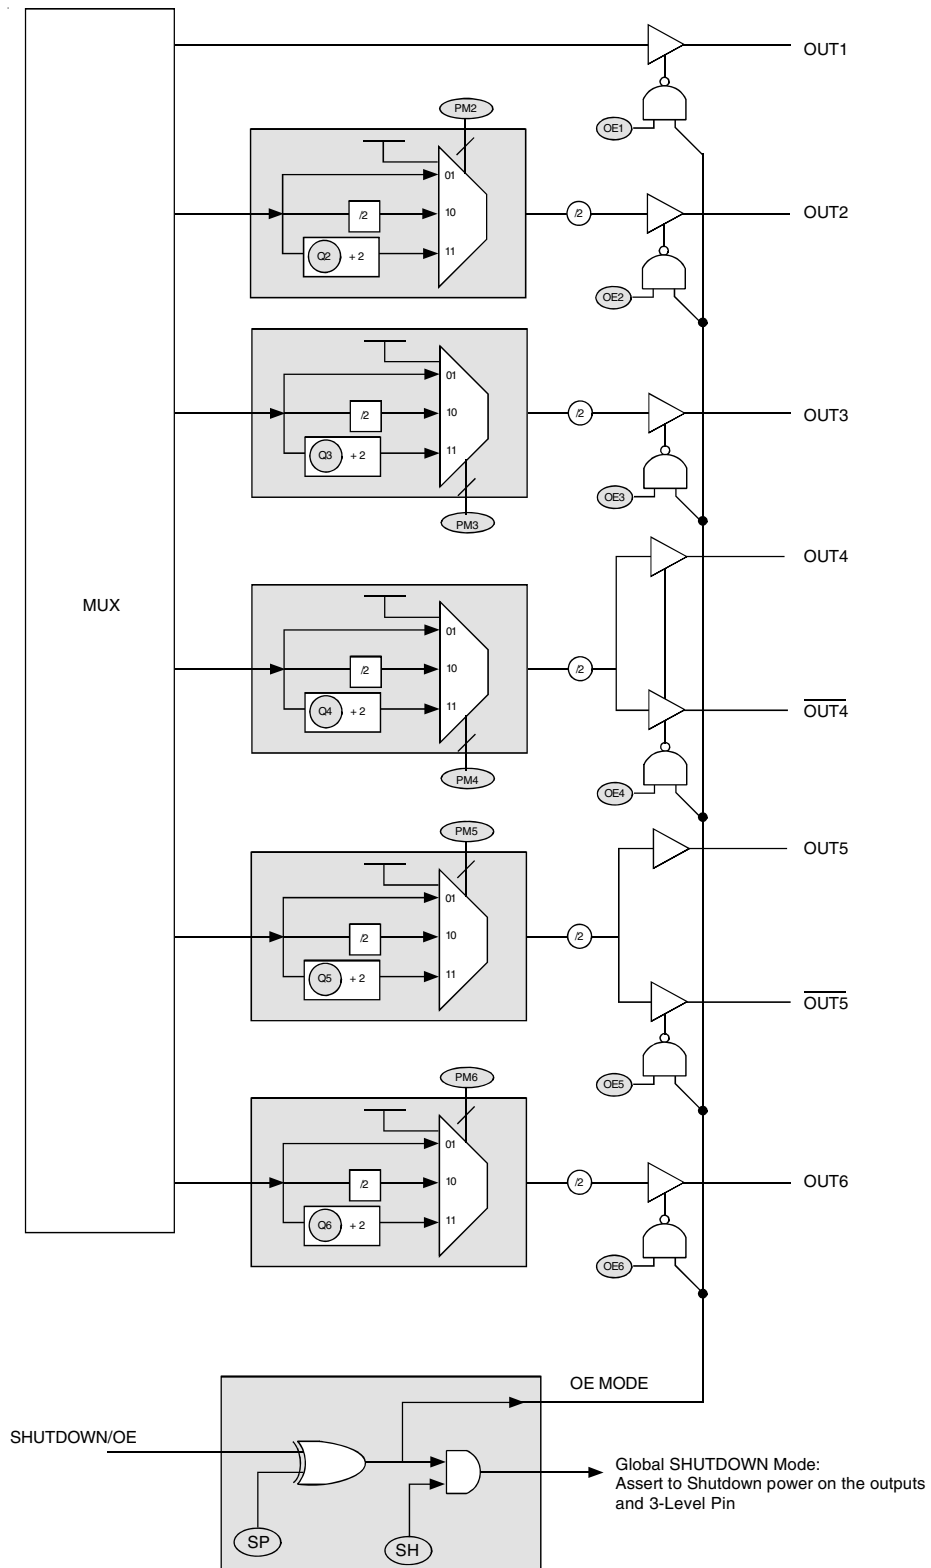 OUT1
PM2
OE1
01
/2
10
/2
OUT2
Q2 + 2
11
OE2
01
/2
10
/2
OUT3
Q3 + 2
11
OE3
PM3
OUT4
MUX
01
/2
10
/2
Q4 + 2
11
OUT4
PM4
OE4
PM5
OUT5
01
/2
10
/2
Q5 + 2
11
OUT5
PM6
OE5
01
/2
10
/2
OUT6
Q6 + 2
11
OE6
OE MODE
SHUTDOWN/OE
Global SHUTDOWN Mode:
Assert to Shutdown power on the outputs
and 3-Level Pin
SP
SH